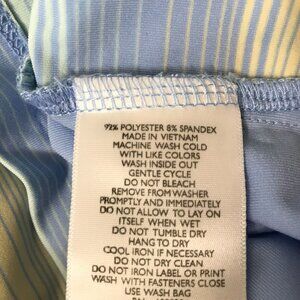 92% POLYESTER 8% SPANDEX
MADE IN VIETNAM
MACHINE WASH COLD
WITH LIKE COLORS
WASH INSIDE OUT
GENTLE CYCLE
DO NOT BLEACH
REMOVE FROM WASHER
PROMPTLY AND IMMEDIATELY
DO NOT ALLOW TO LAY ON
ITSELF WHEN WET
DO NOT TUMBLE DRY
HANG TO DRY
COOL IRON IF NECESSARY
DO NOT DRY CLEAN
DO NOT IRON LABEL OR PRINT
WASH WITH FASTENERS CLOSE
USE WASH BAG